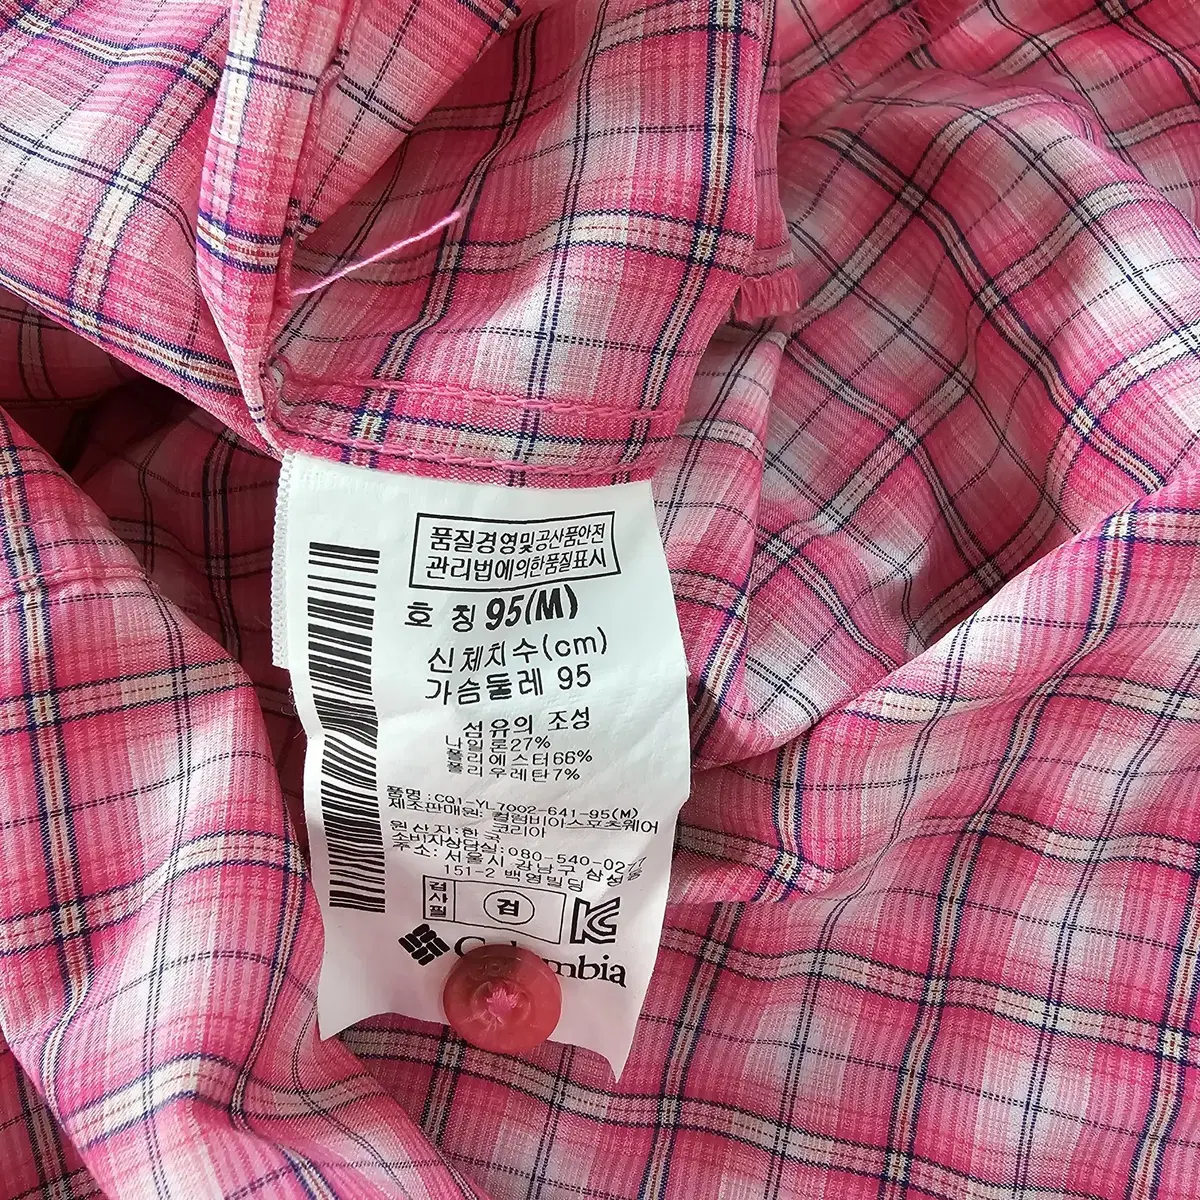 품질경영및공산품안전
관리법에의한품질표시
호 칭 95(M)
신체치수(cm)
가슴둘레 95
섬유의 조성
나일론27%
폴리에스터66%
폴리우레탄7%
품명:CQ1-YL7002-641-95(M)
제조판매원: 컬럼비아스포츠웨어
코리아
원산지:한국
소비자상담실:080-540-0277
주소: 서울시 강남구 삼성동
151-2 백영빌딩
검사필
검
Columbia